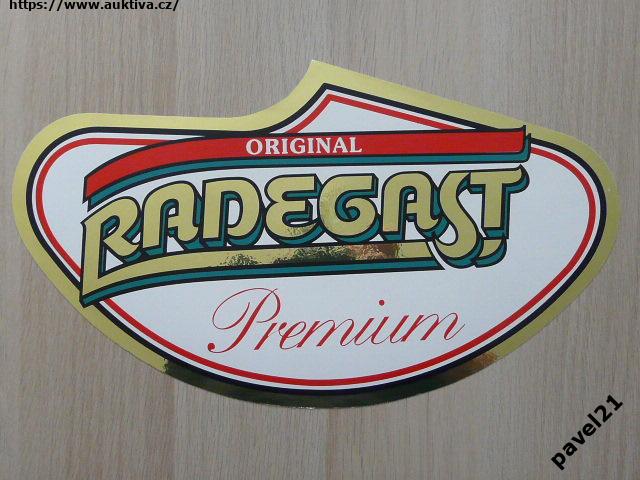 https://www.auktiva.cz/
ORIGINAL
RADEGAST
Premium
pavel21